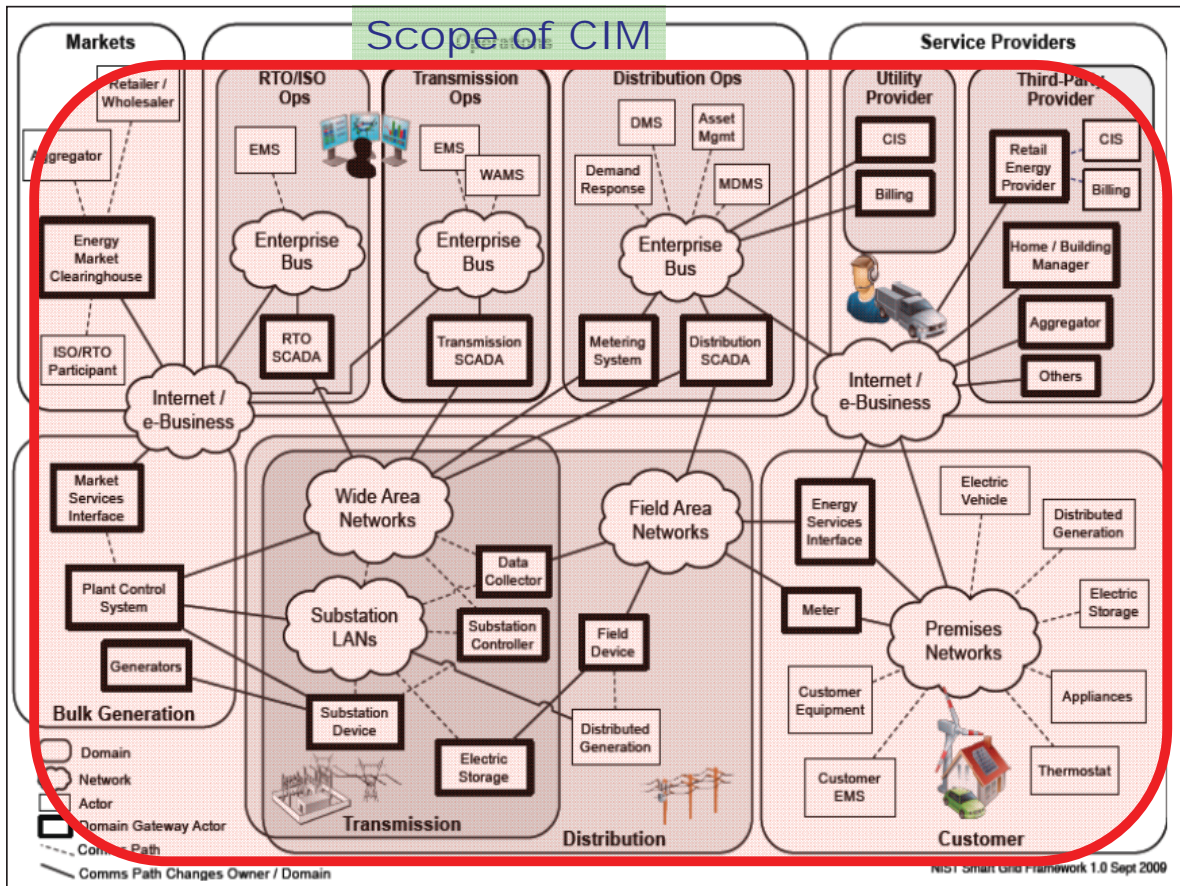 Scope of CIM
Markets
Operations
Service Providers
Retailer /
Wholesaler
Aggregator
Energy
Market
Clearinghouse
ISO/RTO
Participant
RTO/ISO
Ops
EMS
Enterprise
Bus
RTO
SCADA
Transmission
Ops
EMS
WAMS
Enterprise
Bus
Transmission
SCADA
Distribution Ops
DMS
Asset
Mgmt
Demand
Response
MDMS
Enterprise
Bus
Metering
System
Distribution
SCADA
Utility
Provider
CIS
Billing
Third-Party
Provider
Retail
Energy
Provider
CIS
Billing
Home / Building
Manager
Aggregator
Others
Internet /
e-Business
Internet /
e-Business
Market
Services
Interface
Plant Control
System
Generators
Bulk Generation
Wide Area
Networks
Substation
LANs
Data
Collector
Substation
Controller
Substation
Device
Electric
Storage
Transmission
Field Area
Networks
Field
Device
Distributed
Generation
Distribution
Energy
Services
Interface
Meter
Electric
Vehicle
Distributed
Generation
Electric
Storage
Premises
Networks
Appliances
Customer
Equipment
Customer
EMS
Thermostat
Customer
Domain
Network
Actor
Domain Gateway Actor
Comms Path
Comms Path Changes Owner / Domain
NIST Smart Grid Framework 1.0 Sept 2009